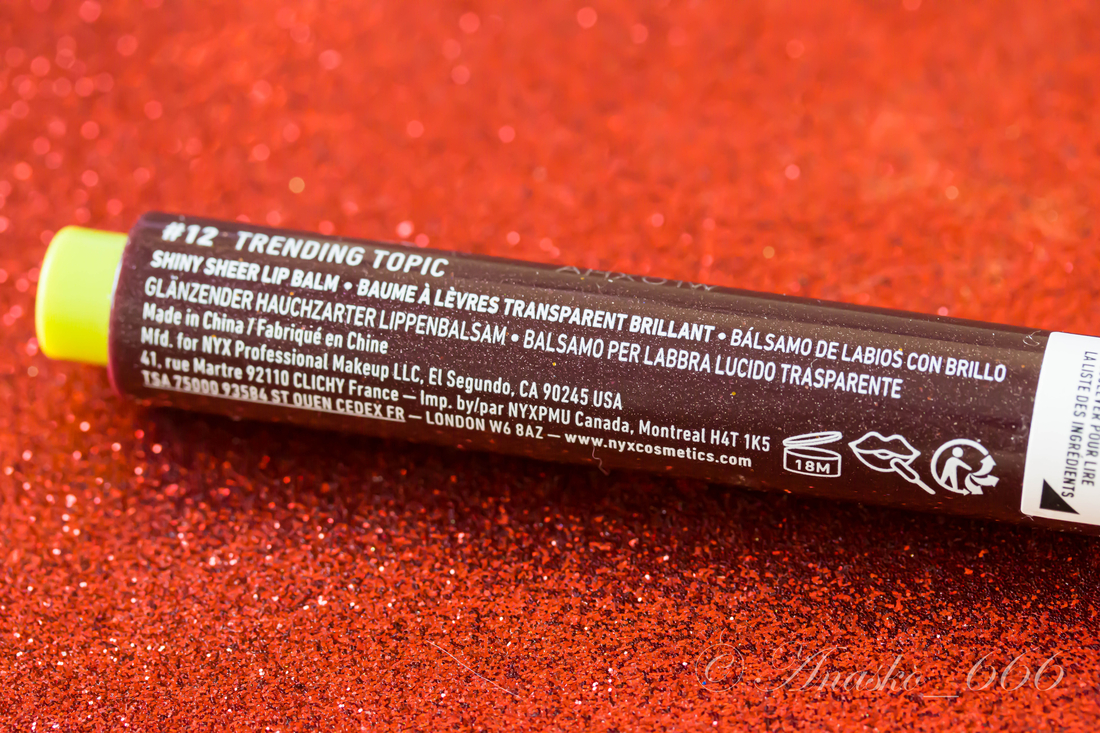 #12 TRENDING TOPIC
SHINY SHEER LIP BALM • BAUME À LÈVRES TRANSPARENT BRILLANT • BÁLSAMO DE LABIOS CON BRILLO
GLÄNZENDER HAUCHZARTER LIPPENBALSAM • BALSAMO PER LABBRA LUCIDO TRASPARENTE
Made in China / Fabriqué en Chine
Mfd. for NYX Professional Makeup LLC, El Segundo, CA 90245 USA
41, rue Martre 92110 CLICHY France — Imp. by/par NYXPMU Canada, Montreal H4T 1K5
TSA 75000 93584 ST OUEN CEDEX FR — LONDON W6 8AZ — www.nyxcosmetics.com
18M
POUR LIRE
LA LISTE DES INGRÉDIENTS
© Anasko_666